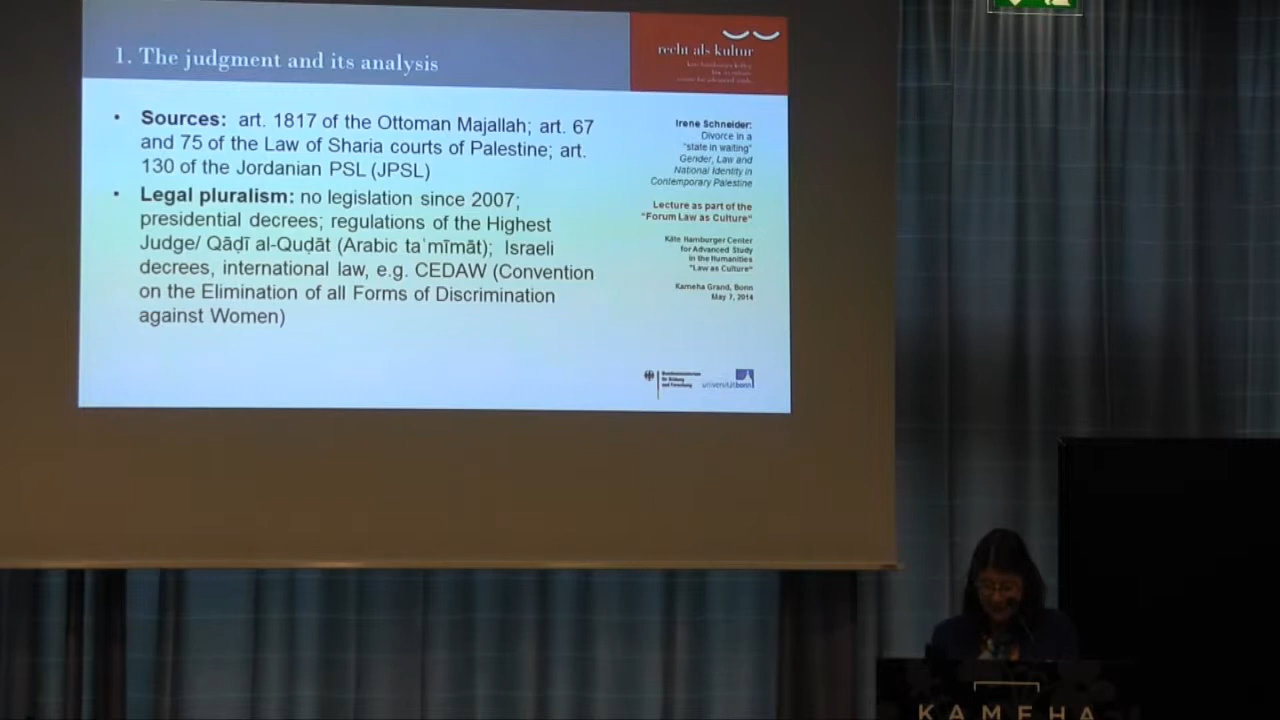 1. The judgment and its analysis
• Sources: art. 1817 of the Ottoman Majallah; art. 67
and 75 of the Law of Sharia courts of Palestine; art.
130 of the Jordanian PSL (JPSL)
• Legal pluralism: no legislation since 2007;
presidential decrees; regulations of the Highest
Judge/ Qāḍī al-Quḍāt (Arabic taʿmīmāt); Israeli
decrees, international law, e.g. CEDAW (Convention
on the Elimination of all Forms of Discrimination
against Women)
recht als kultur
Irene Schneider:
Divorce in a
"state in waiting"
Gender, Law and
National Identity in
Contemporary Palestine
Lecture as part of the
"Forum Law as Culture"
Käte Hamburger Center
for Advanced Study
in the Humanities
"Law as Culture"
Kameha Grand, Bonn
May 7, 2014
Bundesministerium
für Bildung
und Forschung
universitätbonn
KAMEHA